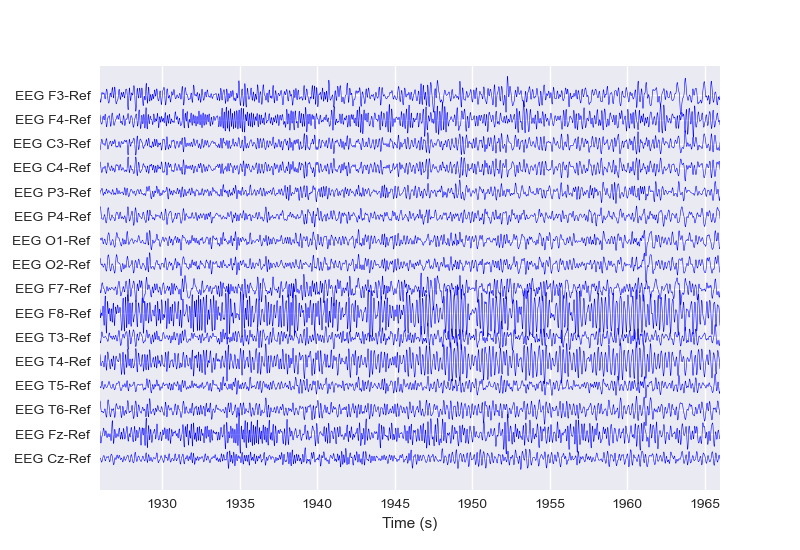 EEG F3-Ref
EEG F4-Ref
EEG C3-Ref
EEG C4-Ref
EEG P3-Ref
EEG P4-Ref
EEG O1-Ref
EEG O2-Ref
EEG F7-Ref
EEG F8-Ref
EEG T3-Ref
EEG T4-Ref
EEG T5-Ref
EEG T6-Ref
EEG Fz-Ref
EEG Cz-Ref
1930 1935 1940 1945 1950 1955 1960 1965
Time (s)